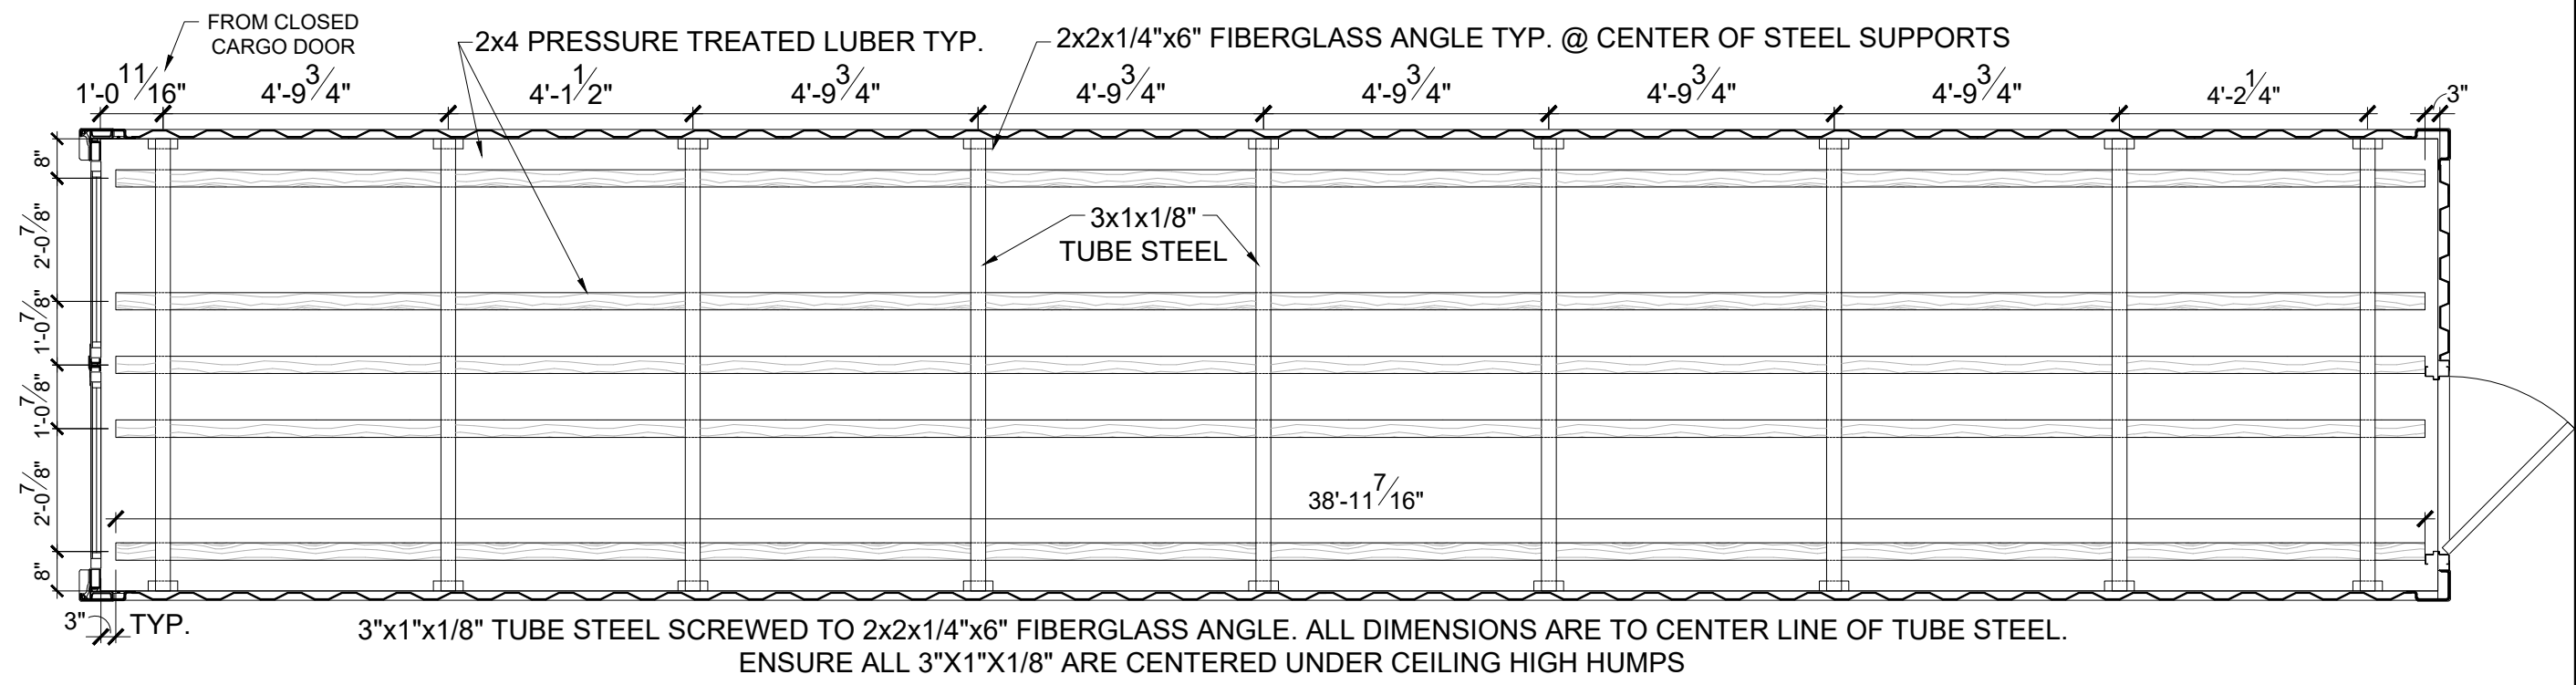 FROM CLOSED
CARGO DOOR
2x4 PRESSURE TREATED LUBER TYP.
2x2x1/4"x6" FIBERGLASS ANGLE TYP. @ CENTER OF STEEL SUPPORTS
1'-0 11/16"
4'-9 3/4"
4'-1 1/2"
4'-9 3/4"
4'-9 3/4"
4'-9 3/4"
4'-9 3/4"
4'-9 3/4"
4'-2 1/4"
3"
8"
2'-0 7/8"
1'-0 7/8"
1'-0 7/8"
2'-0 7/8"
8"
3x1x1/8"
TUBE STEEL
38'-11 7/16"
3"
TYP.
3"x1"x1/8" TUBE STEEL SCREWED TO 2x2x1/4"x6" FIBERGLASS ANGLE. ALL DIMENSIONS ARE TO CENTER LINE OF TUBE STEEL.
ENSURE ALL 3"X1"X1/8" ARE CENTERED UNDER CEILING HIGH HUMPS